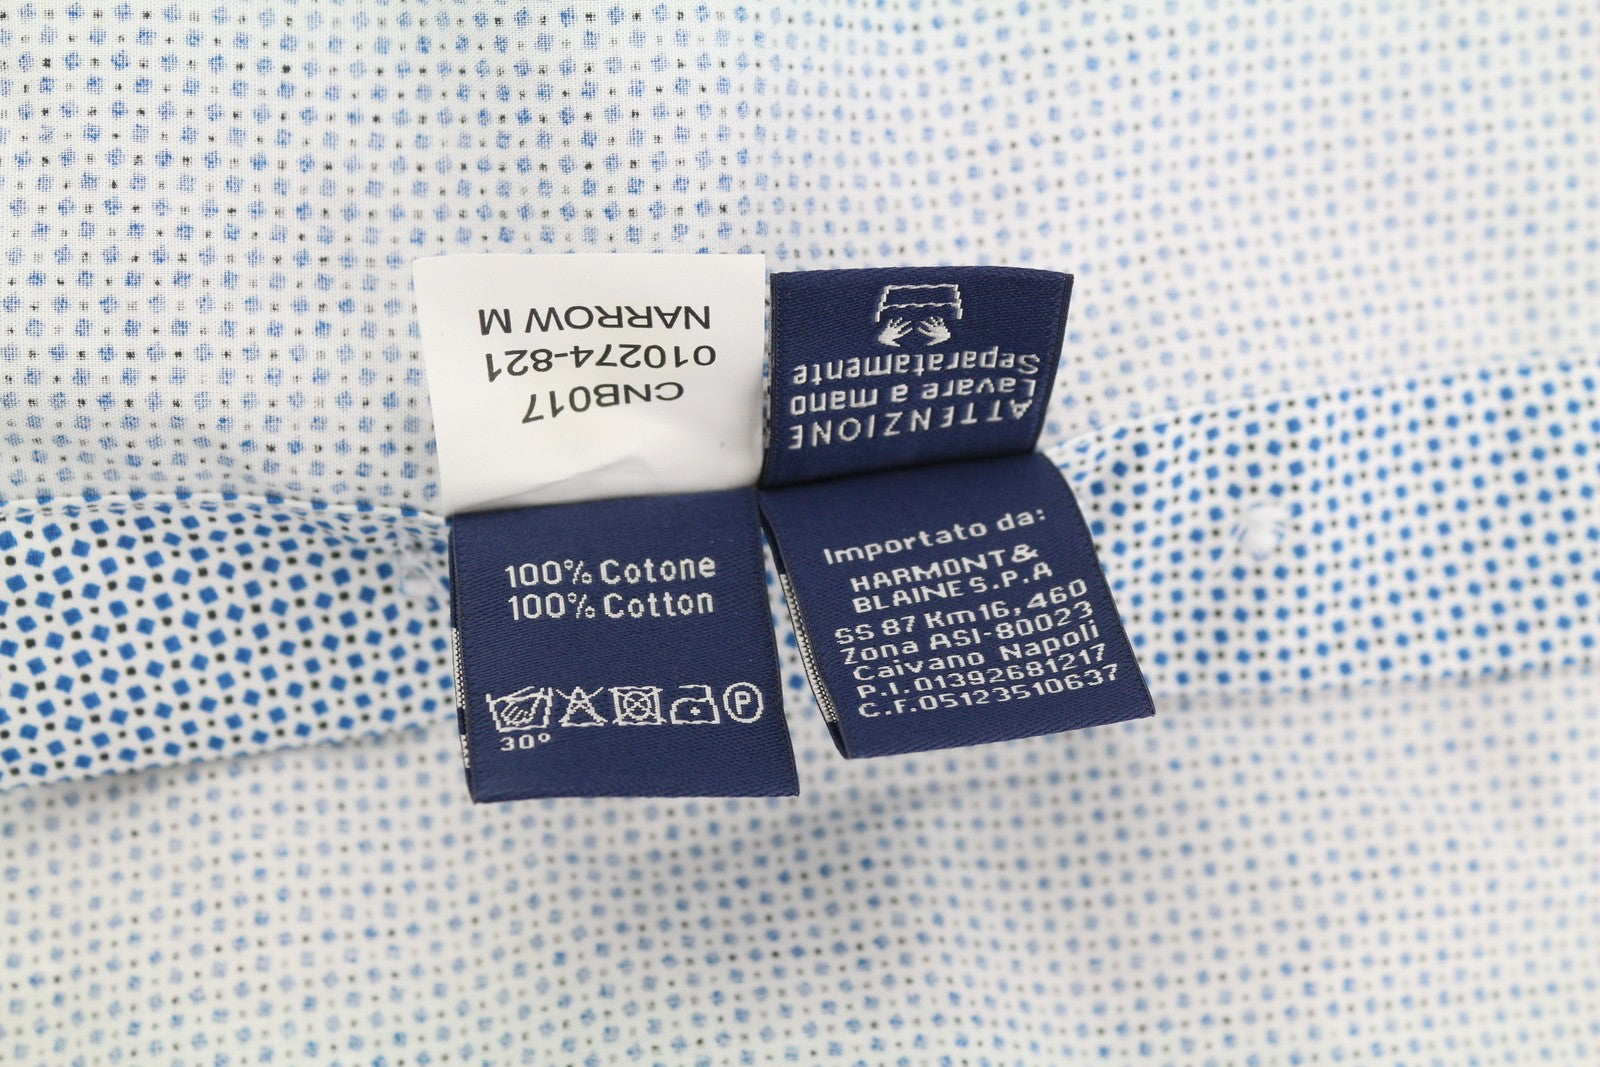 CNB017
010274-821
NARROW M
ATTENZIONE
Lavare a mano
Separatamente
100% Cotone
100% Cotton
30°
P
Importato da:
HARMONT &
BLAINE S.P.A
SS 87 Km16,460
Zona ASI-80023
Caivano Napoli
P.I.01392681217
C.F.05123510637